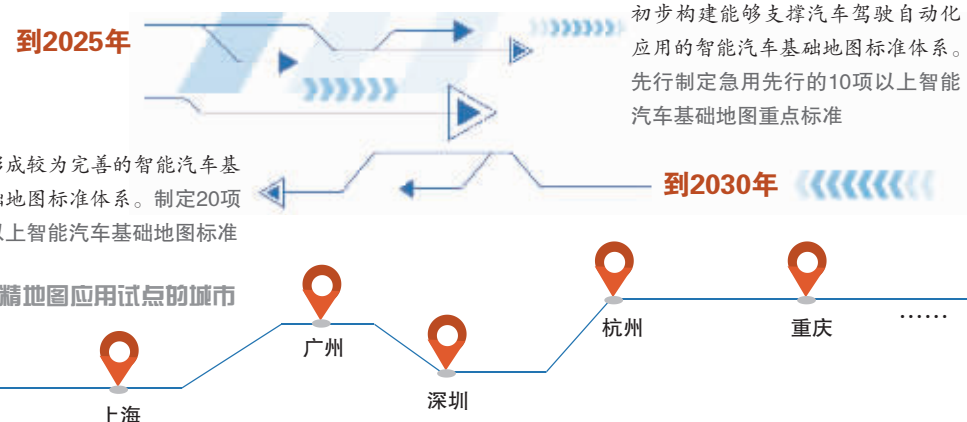 到2025年
初步构建能够支撑汽车驾驶自动化
应用的智能汽车基础地图标准体系。
先行制定急用先行的10项以上智能
汽车基础地图重点标准
到2030年
形成较为完善的智能汽车基
础地图标准体系。制定20项
以上智能汽车基础地图标准
精地图应用试点的城市
上海
广州
深圳
杭州
重庆
……